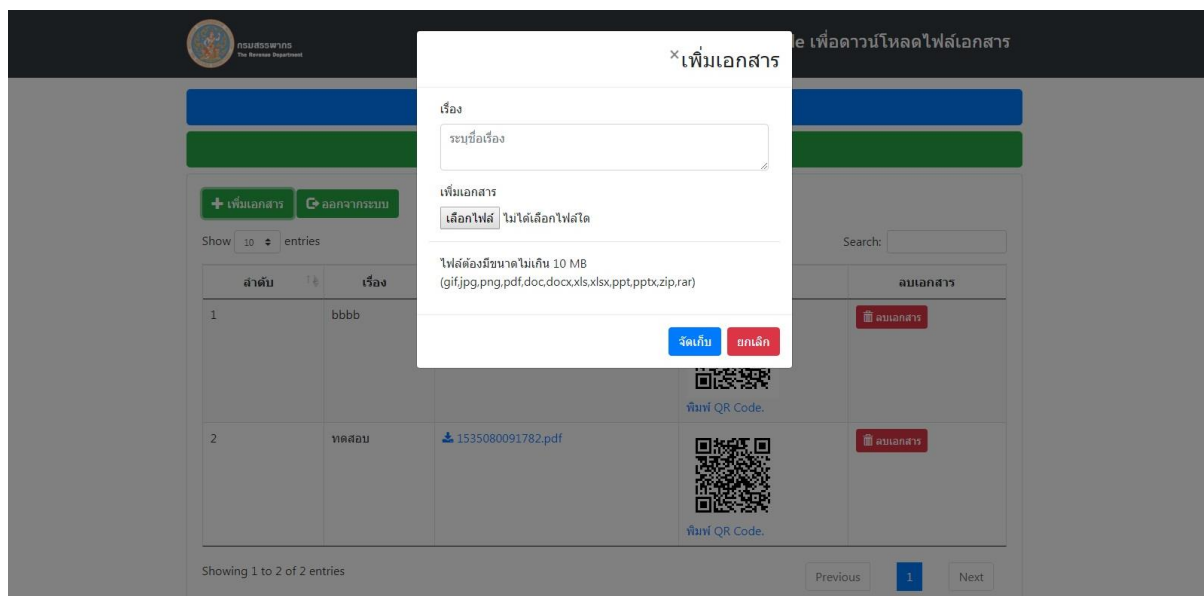 กรมสรรพากร
The Revenue Department
de เพื่อดาวน์โหลดไฟล์เอกสาร
×เพิ่มเอกสาร
เรื่อง
ระบุชื่อเรื่อง
เพิ่มเอกสาร
เลือกไฟล์ ไม่ได้เลือกไฟล์ใด
ไฟล์ต้องมีขนาดไม่เกิน 10 MB
(gif,jpg,png,pdf,doc,docx,xls,xlsx,ppt,pptx,zip,rar)
จัดเก็บ ยกเลิก
เพิ่มเอกสาร ออกจากระบบ
Show 10 entries Search:
ลำดับ เรื่อง ลบเอกสาร
1 bbbb ลบเอกสาร
พิมพ์ QR Code.
2 ทดสอบ 1535080091782.pdf ลบเอกสาร
พิมพ์ QR Code.
Showing 1 to 2 of 2 entries
Previous 1 Next